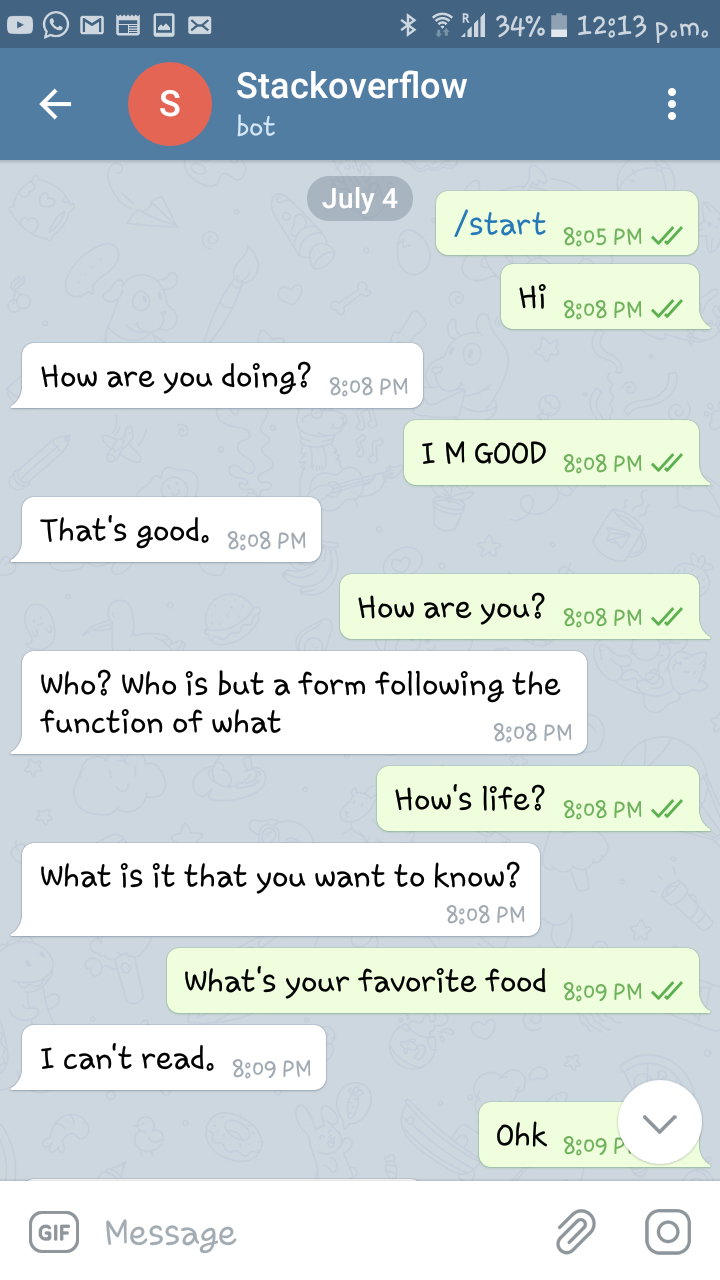 R 34% 12:13 p.m.
S
Stackoverflow
bot
July 4
/start 8:05 PM
Hi 8:08 PM
How are you doing? 8:08 PM
I M GOOD 8:08 PM
That's good. 8:08 PM
How are you? 8:08 PM
Who? Who is but a form following the
function of what 8:08 PM
How's life? 8:08 PM
What is it that you want to know?
8:08 PM
What's your favorite food 8:09 PM
I can't read. 8:09 PM
Ohk 8:09 P
GIF Message